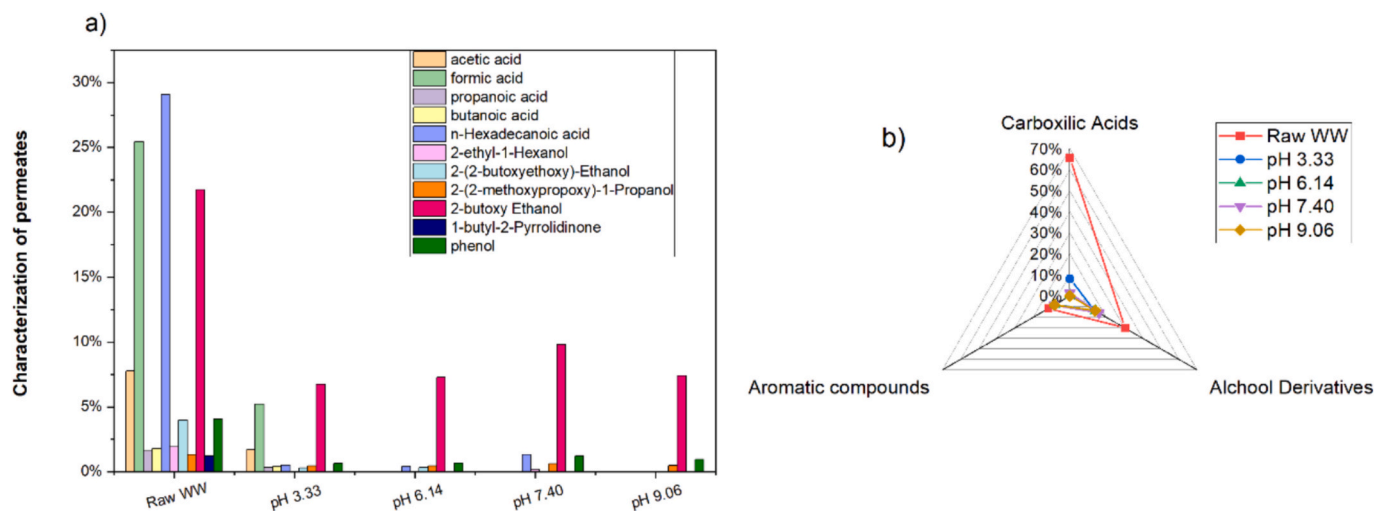 a)
Characterization of permeates
30%
25%
20%
15%
10%
5%
0%
acetic acid
formic acid
propanoic acid
butanoic acid
n-Hexadecanoic acid
2-ethyl-1-Hexanol
2-(2-butoxyethoxy)-Ethanol
2-(2-methoxypropoxy)-1-Propanol
2-butoxy Ethanol
1-butyl-2-Pyrrolidinone
phenol
Raw WW
pH 3.33
pH 6.14
pH 7.40
pH 9.06
b)
Carboxilic Acids
70%
60%
50%
40%
30%
20%
10%
0%
Aromatic compounds
Alchool Derivatives
Raw WW
pH 3.33
pH 6.14
pH 7.40
pH 9.06